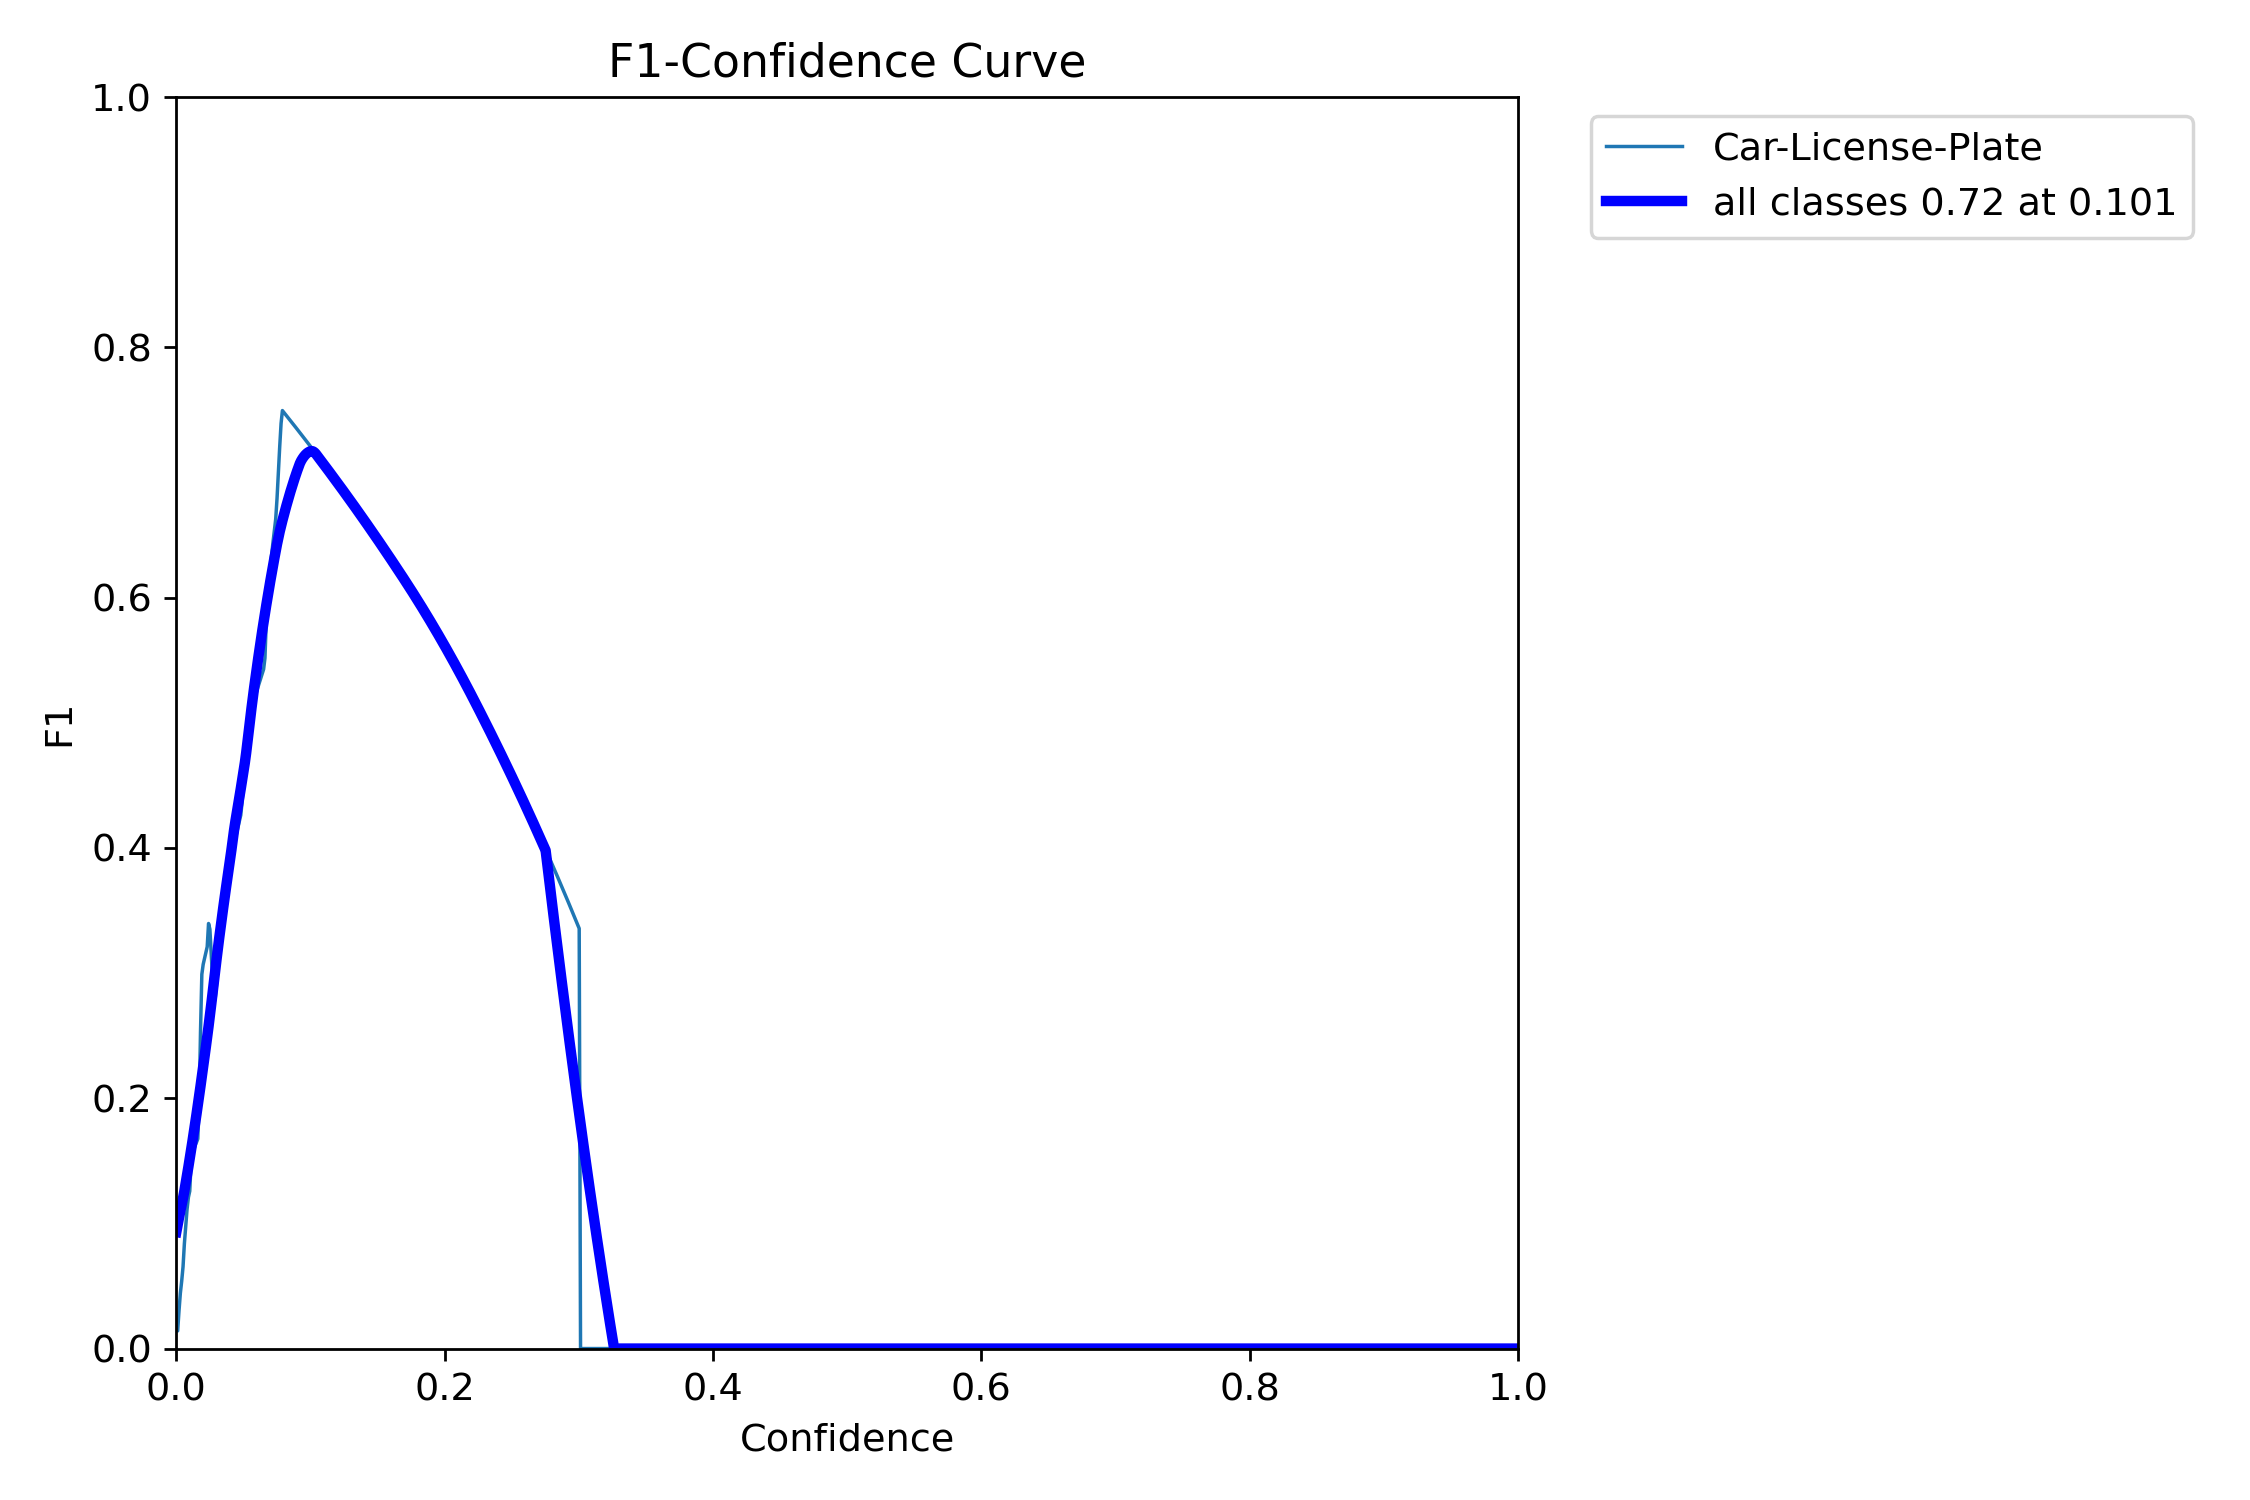 F1-Confidence Curve
1.0
0.8
0.6
0.4
0.2
0.0
F1
0.0 0.2 0.4 0.6 0.8 1.0
Confidence
Car-License-Plate
all classes 0.72 at 0.101